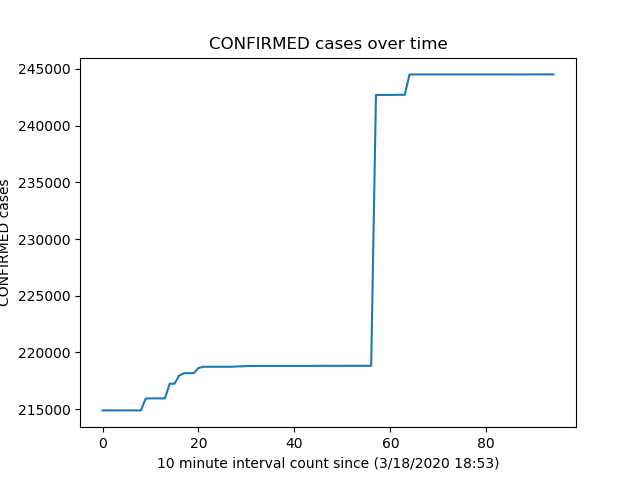 CONFIRMED cases over time
CONFIRMED cases
245000
240000
235000
230000
225000
220000
215000
0 20 40 60 80
10 minute interval count since (3/18/2020 18:53)